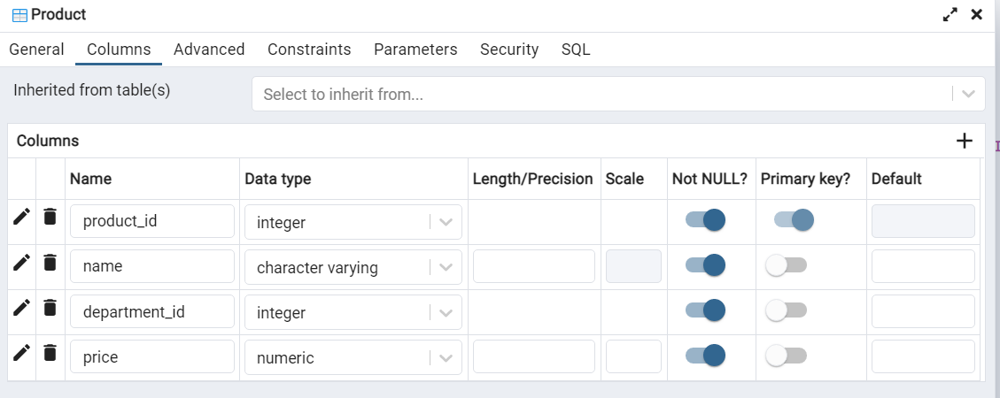 Product
General Columns Advanced Constraints Parameters Security SQL
Inherited from table(s) Select to inherit from...
Columns
Name Data type Length/Precision Scale Not NULL? Primary key? Default
product_id integer
name character varying
department_id integer
price numeric